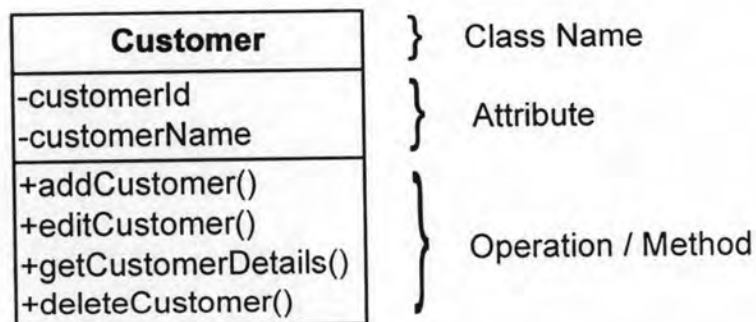 Customer
Class Name
-customerId
-customerName
Attribute
+addCustomer()
+editCustomer()
+getCustomerDetails()
+deleteCustomer()
Operation / Method